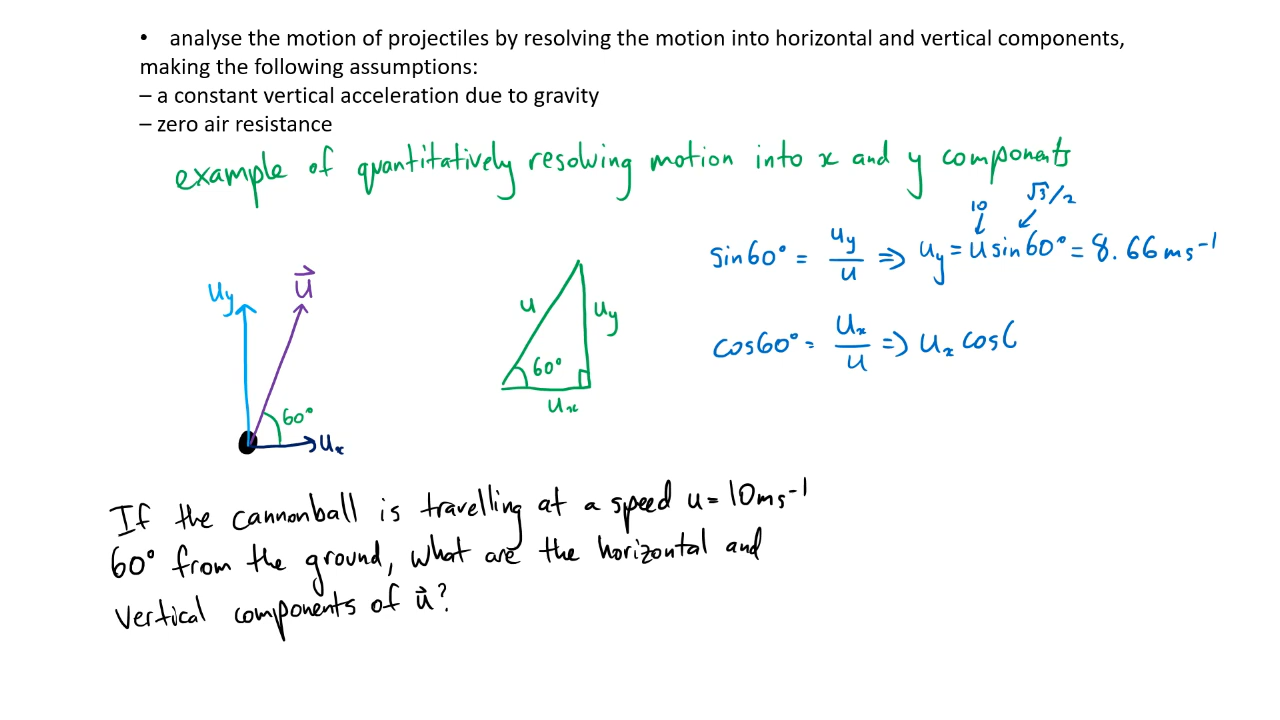 • analyse the motion of projectiles by resolving the motion into horizontal and vertical components,
making the following assumptions:
– a constant vertical acceleration due to gravity
– zero air resistance
example of quantitatively resolving motion into x and y components
10 √3/2
sin60° = uy/u ⇒ uy = u sin60° = 8.66ms⁻¹
uy u⃗
u uy
60°
ux
cos60° = ux/u ⇒ ux cos6
60°
ux
If the cannonball is travelling at a speed u = 10ms⁻¹
60° from the ground, what are the horizontal and
vertical components of u⃗?